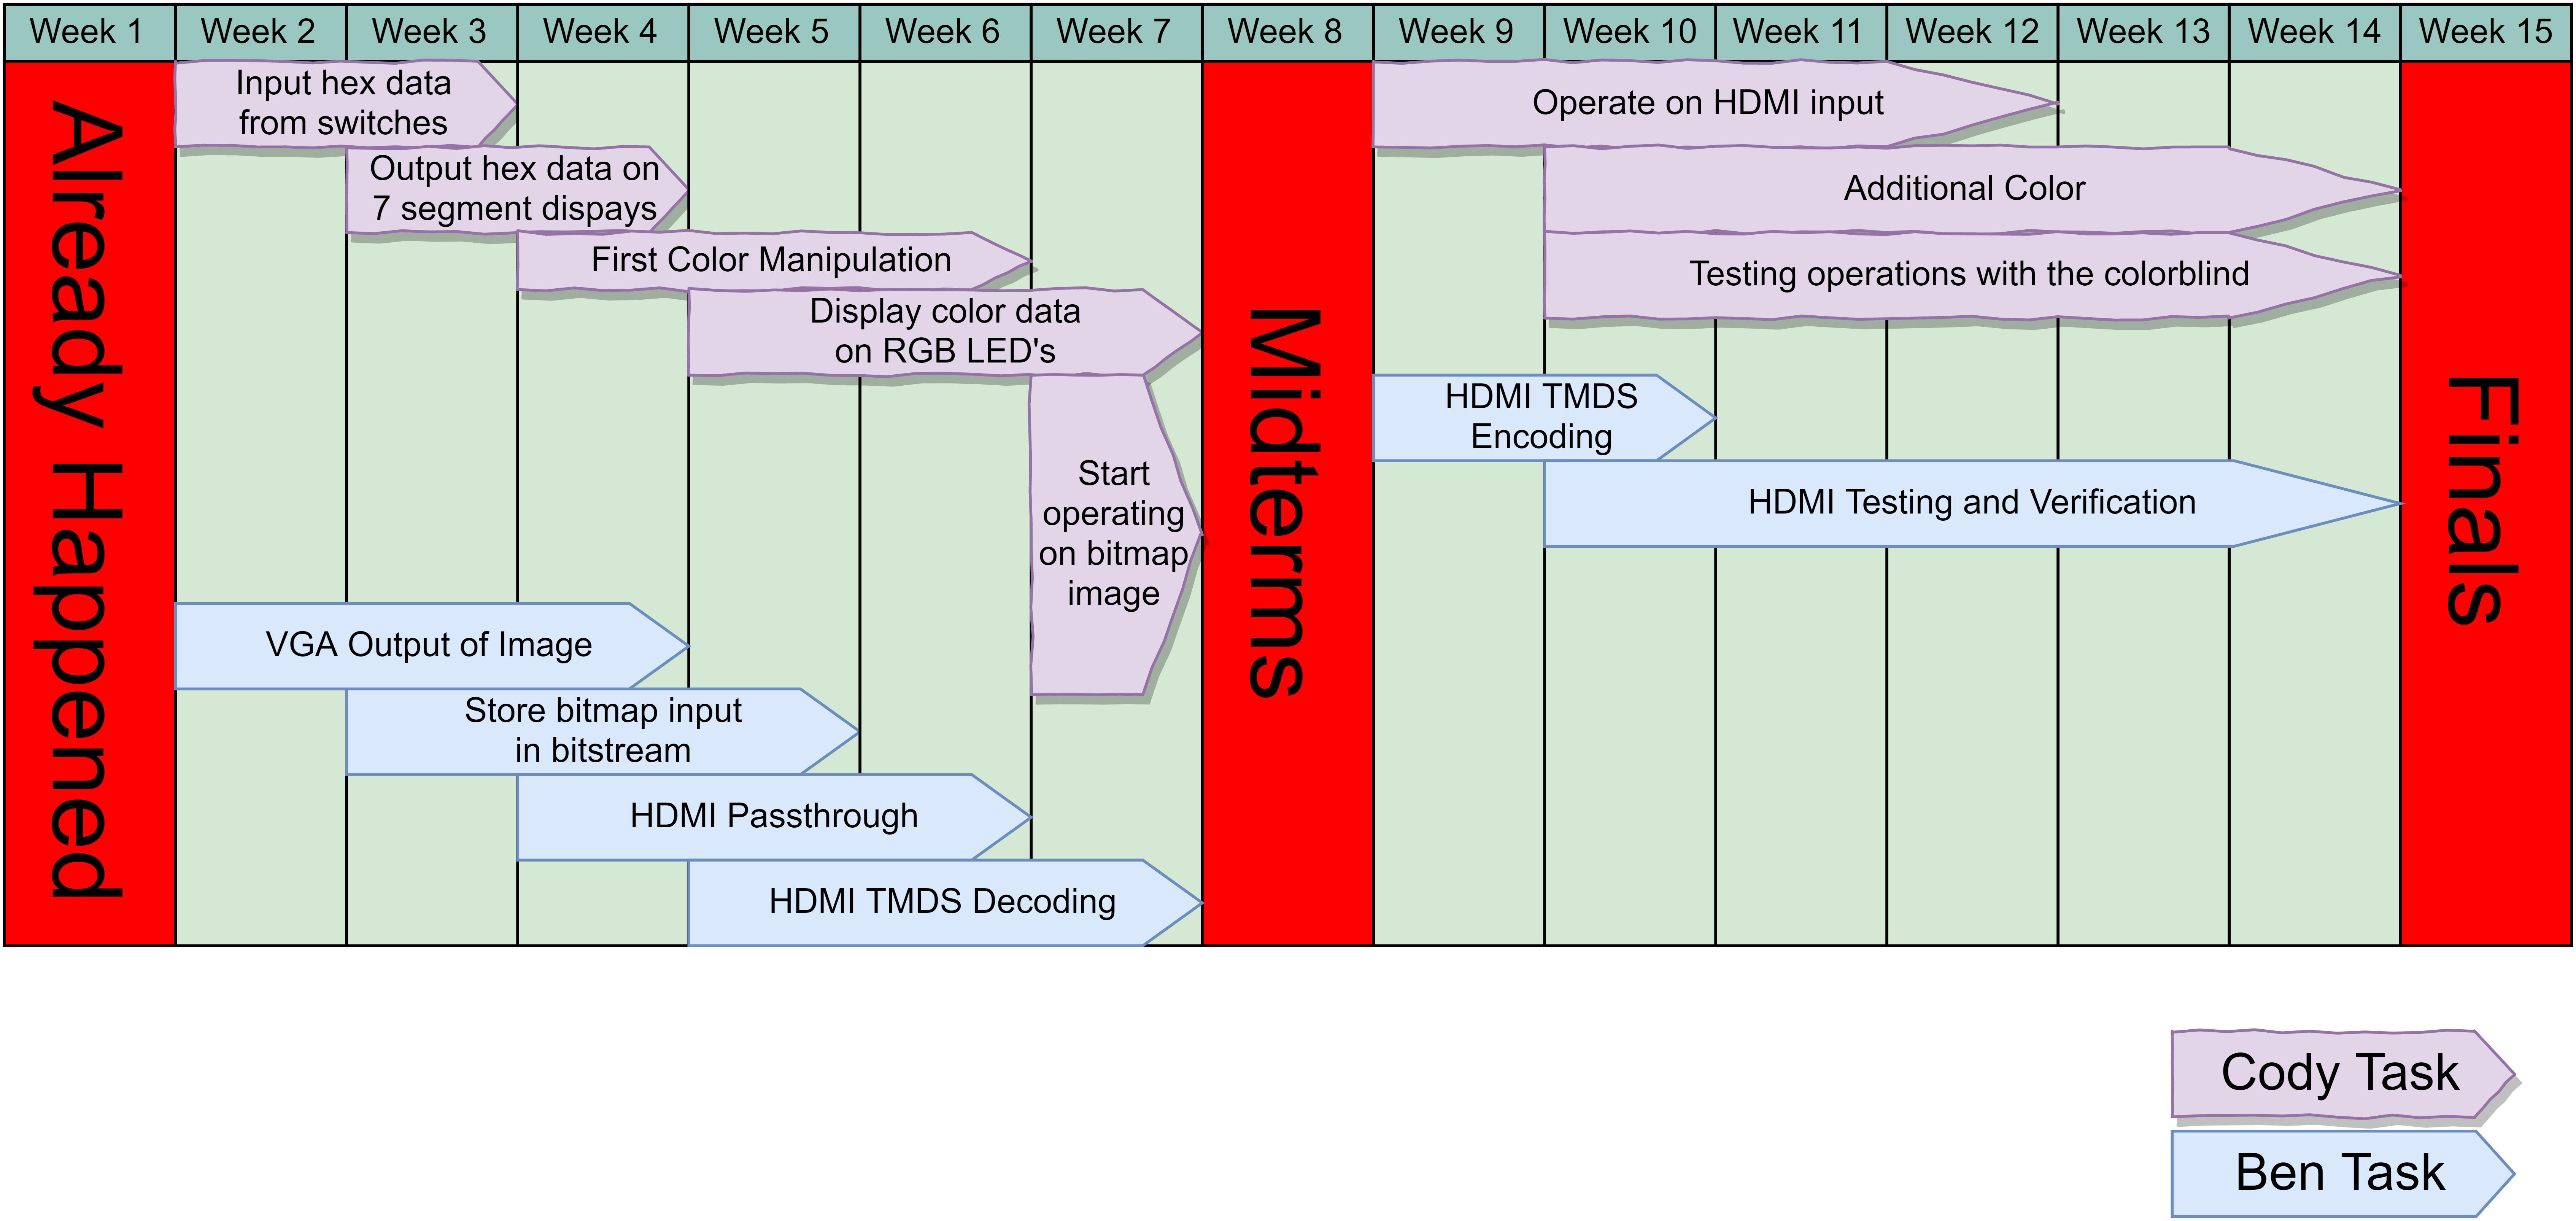 Week 1 Week 2 Week 3 Week 4 Week 5 Week 6 Week 7 Week 8 Week 9 Week 10 Week 11 Week 12 Week 13 Week 14 Week 15
Already Happened
Input hex data
from switches
Output hex data on
7 segment dispays
First Color Manipulation
Display color data
on RGB LED's
Start
operating
on bitmap
image
VGA Output of Image
Store bitmap input
in bitstream
HDMI Passthrough
HDMI TMDS Decoding
Midterms
Operate on HDMI input
Additional Color
Testing operations with the colorblind
HDMI TMDS
Encoding
HDMI Testing and Verification
Finals
Cody Task
Ben Task